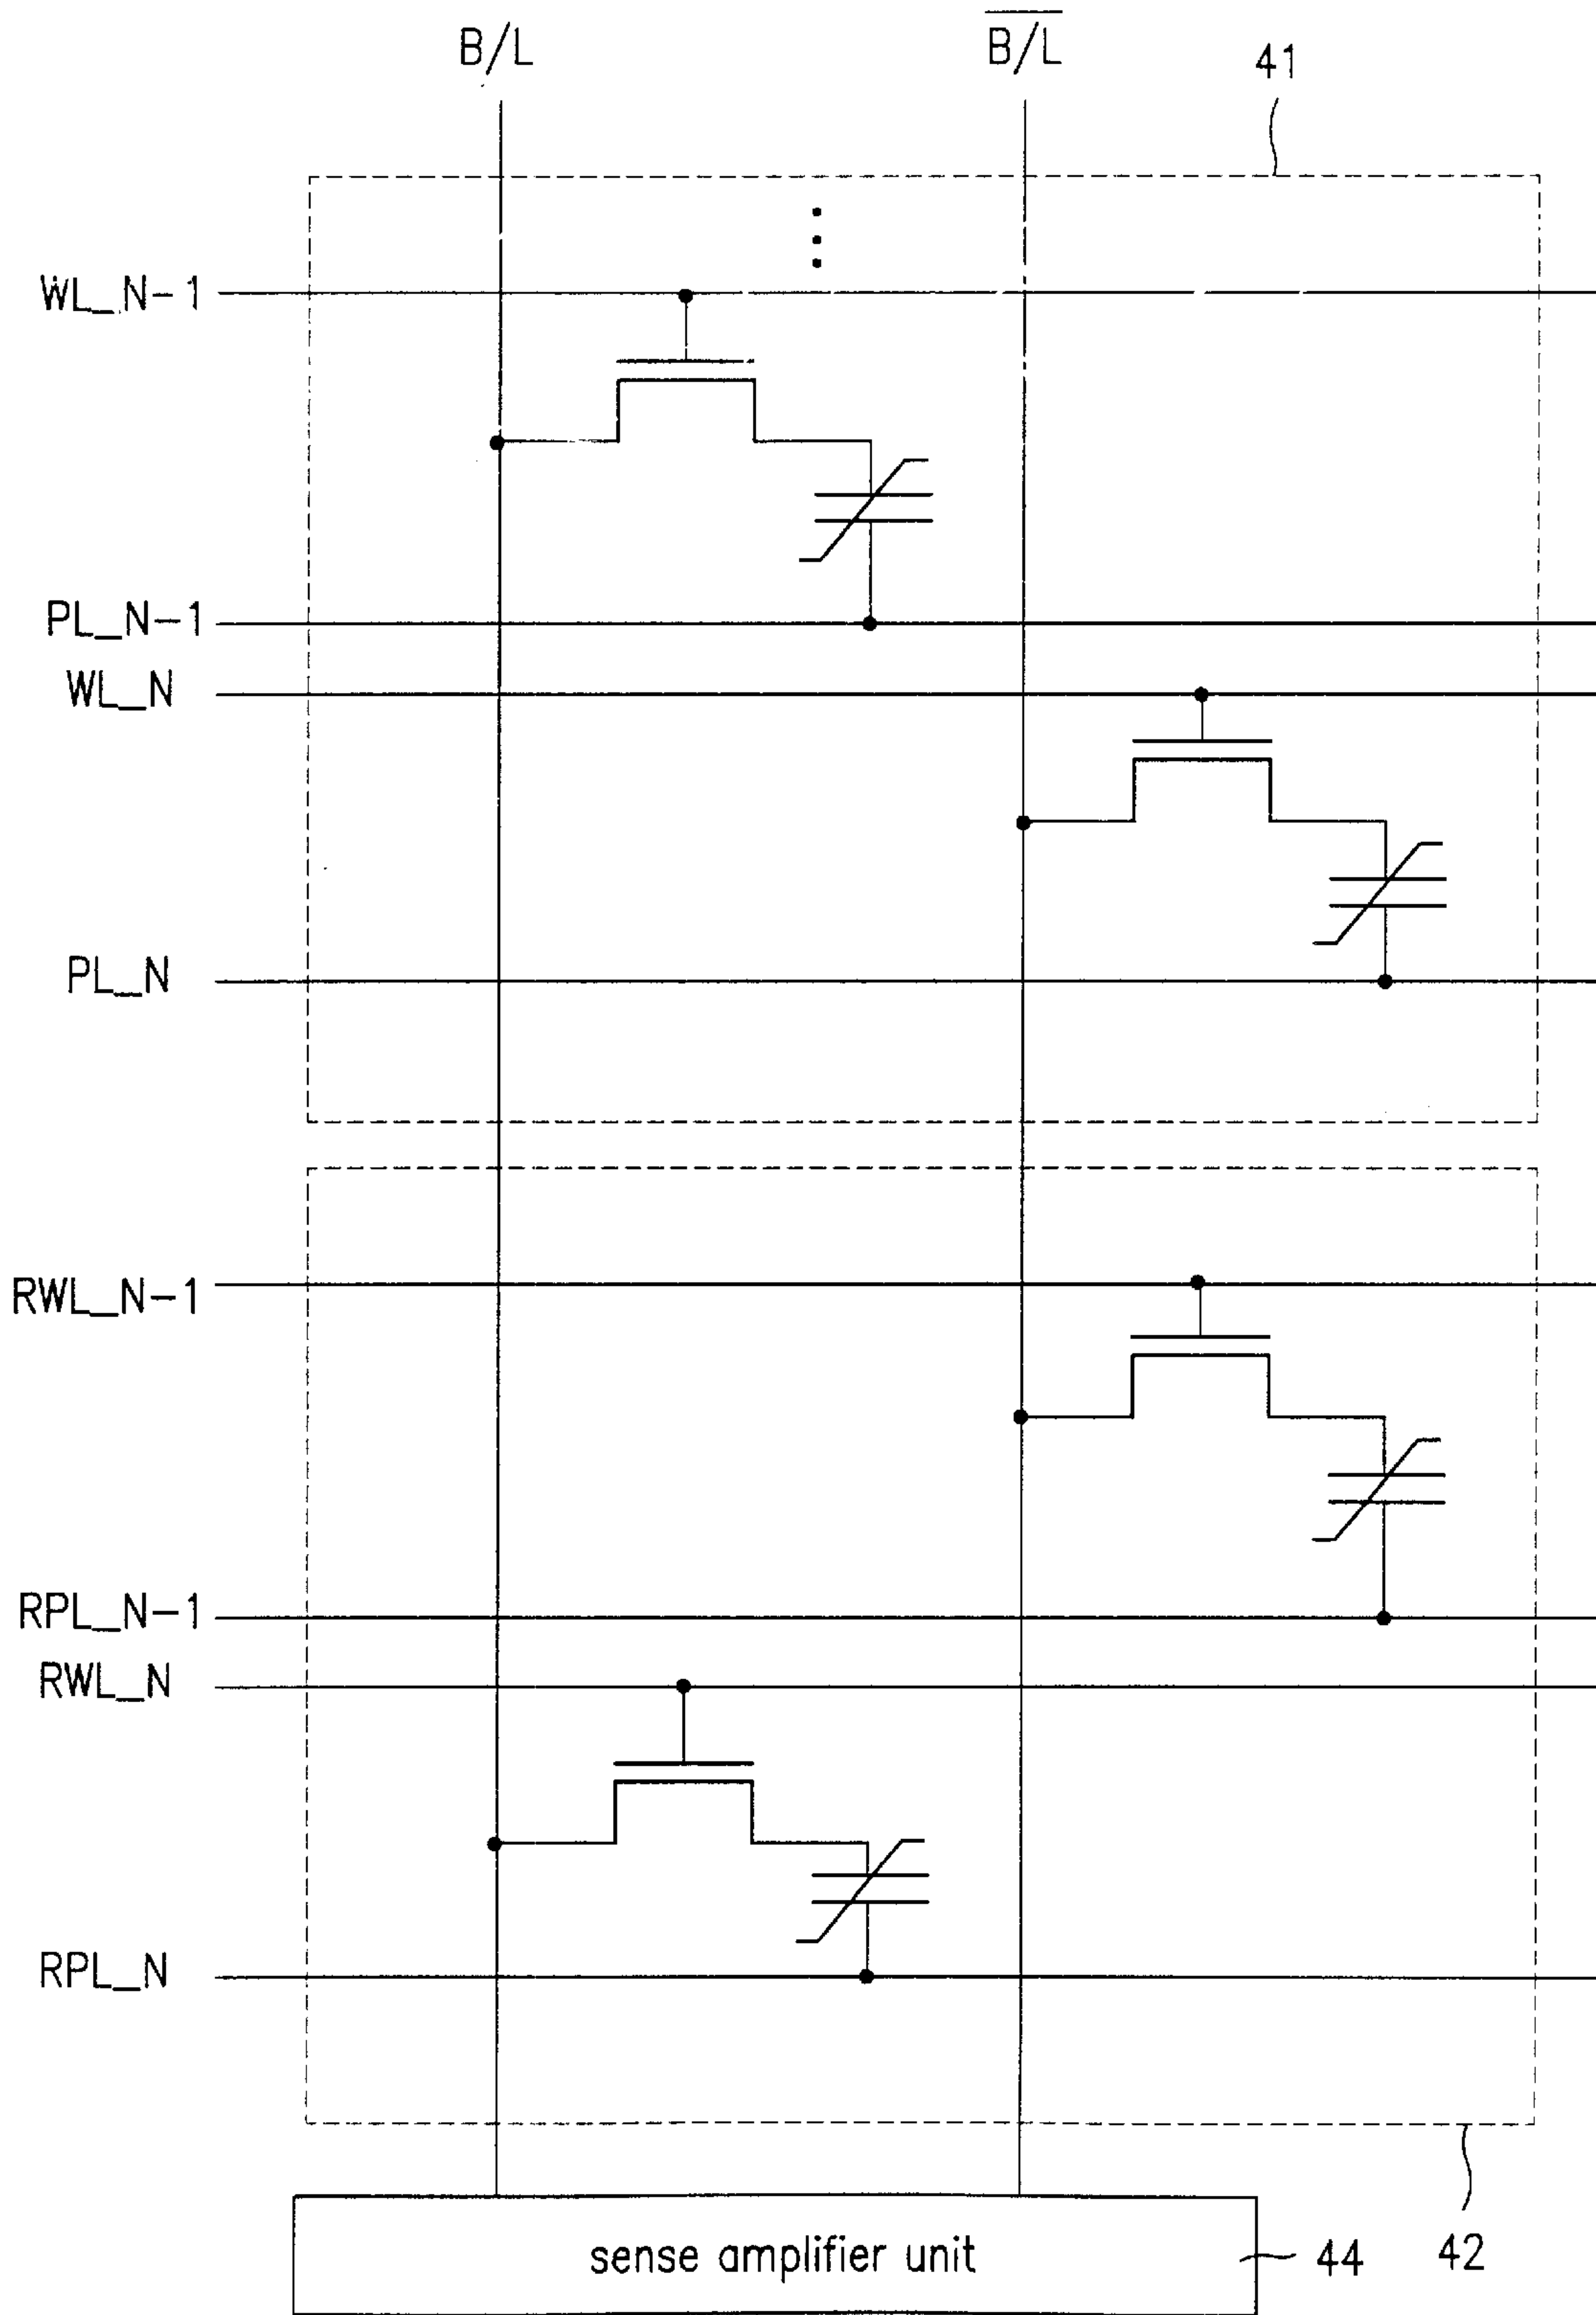 B/L
B/L
41
WL_N-1
PL_N-1
WL_N
PL_N
RWL_N-1
RPL_N-1
RWL_N
RPL_N
sense amplifier unit
44
42